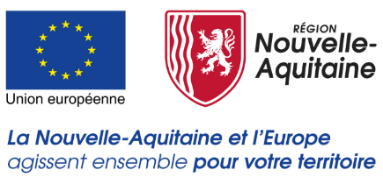 Union européenne
RÉGION
Nouvelle-
Aquitaine
La Nouvelle-Aquitaine et l'Europe
agissent ensemble pour votre territoire